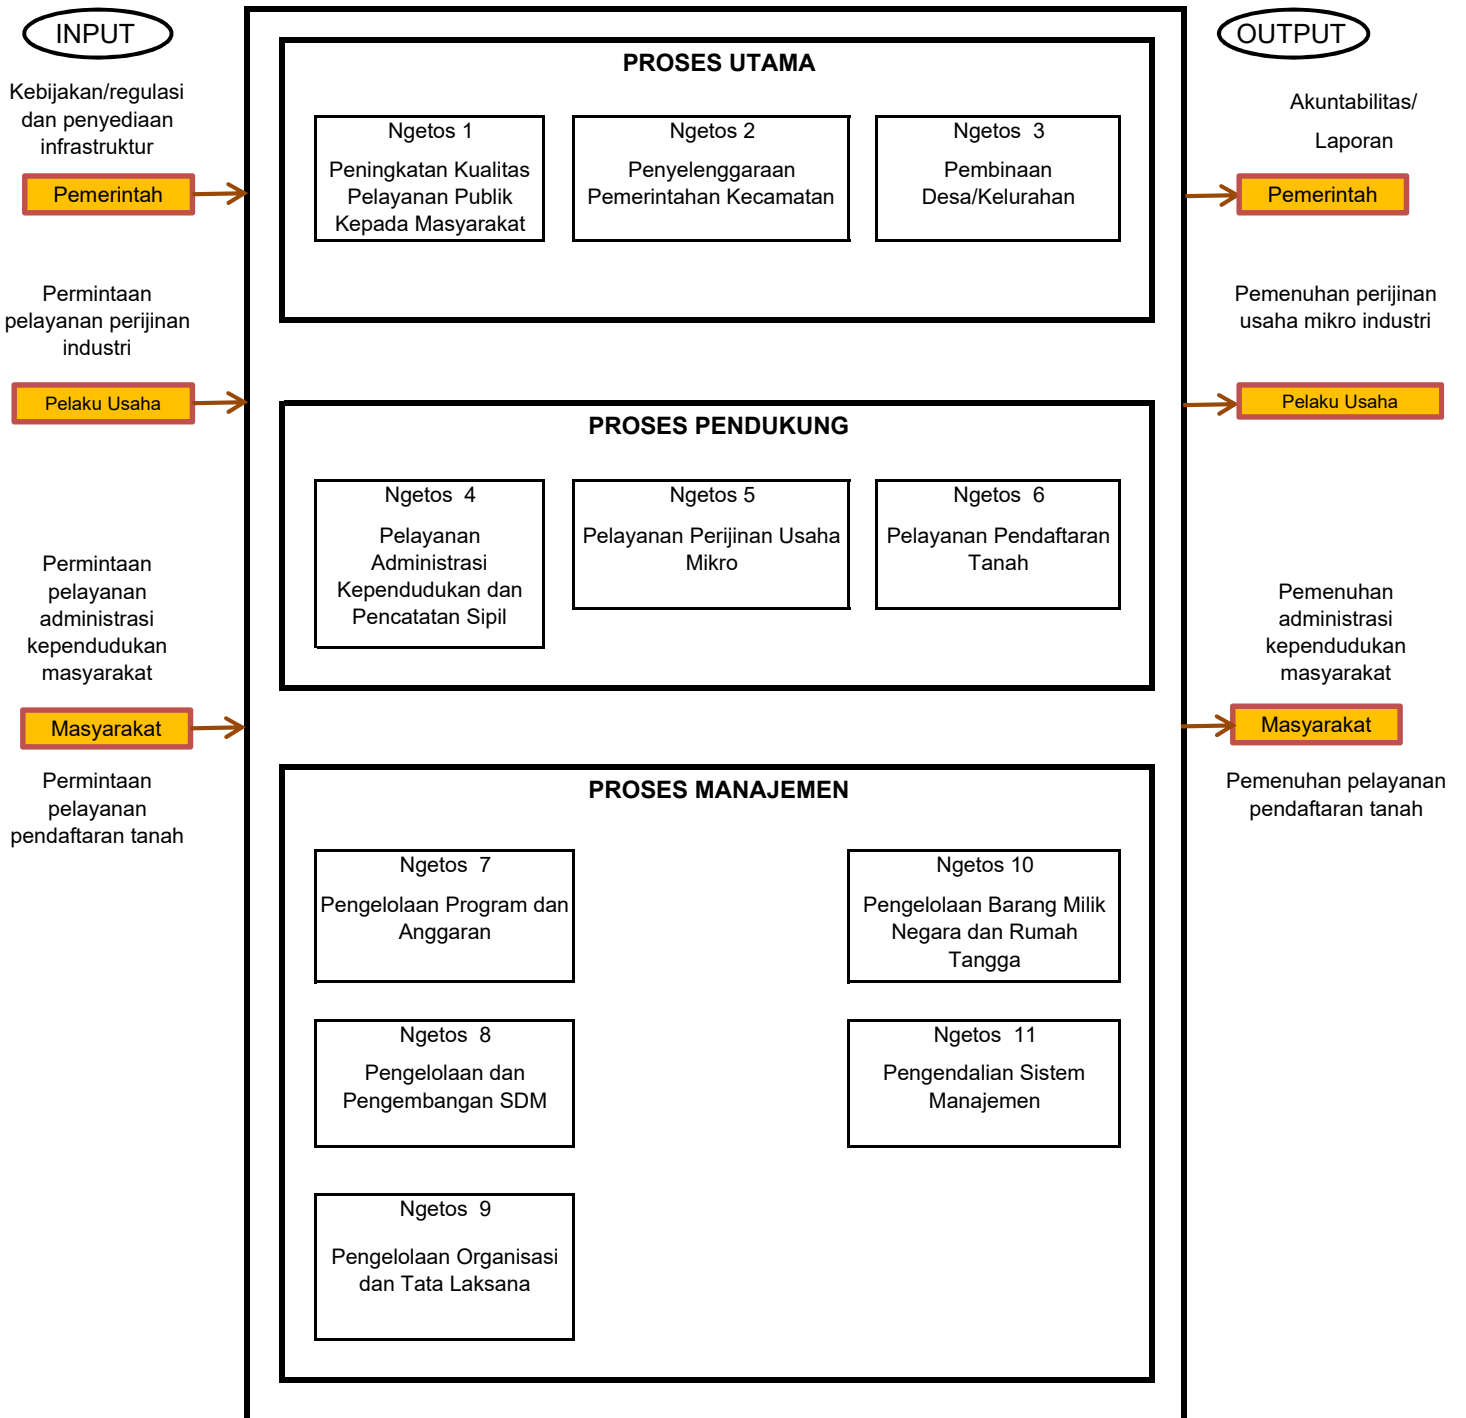 INPUT
Kebijakan/regulasi
dan penyediaan
infrastruktur
Pemerintah
Permintaan
pelayanan perijinan
industri
Pelaku Usaha
Permintaan
pelayanan
administrasi
kependudukan
masyarakat
Masyarakat
Permintaan
pelayanan
pendaftaran tanah
PROSES UTAMA
Ngetos 1
Peningkatan Kualitas
Pelayanan Publik
Kepada Masyarakat
Ngetos 2
Penyelenggaraan
Pemerintahan Kecamatan
Ngetos 3
Pembinaan
Desa/Kelurahan
PROSES PENDUKUNG
Ngetos 4
Pelayanan
Administrasi
Kependudukan dan
Pencatatan Sipil
Ngetos 5
Pelayanan Perijinan Usaha
Mikro
Ngetos 6
Pelayanan Pendaftaran
Tanah
PROSES MANAJEMEN
Ngetos 7
Pengelolaan Program dan
Anggaran
Ngetos 8
Pengelolaan dan
Pengembangan SDM
Ngetos 9
Pengelolaan Organisasi
dan Tata Laksana
Ngetos 10
Pengelolaan Barang Milik
Negara dan Rumah
Tangga
Ngetos 11
Pengendalian Sistem
Manajemen
OUTPUT
Akuntabilitas/
Laporan
Pemerintah
Pemenuhan perijinan
usaha mikro industri
Pelaku Usaha
Pemenuhan
administrasi
kependudukan
masyarakat
Masyarakat
Pemenuhan pelayanan
pendaftaran tanah